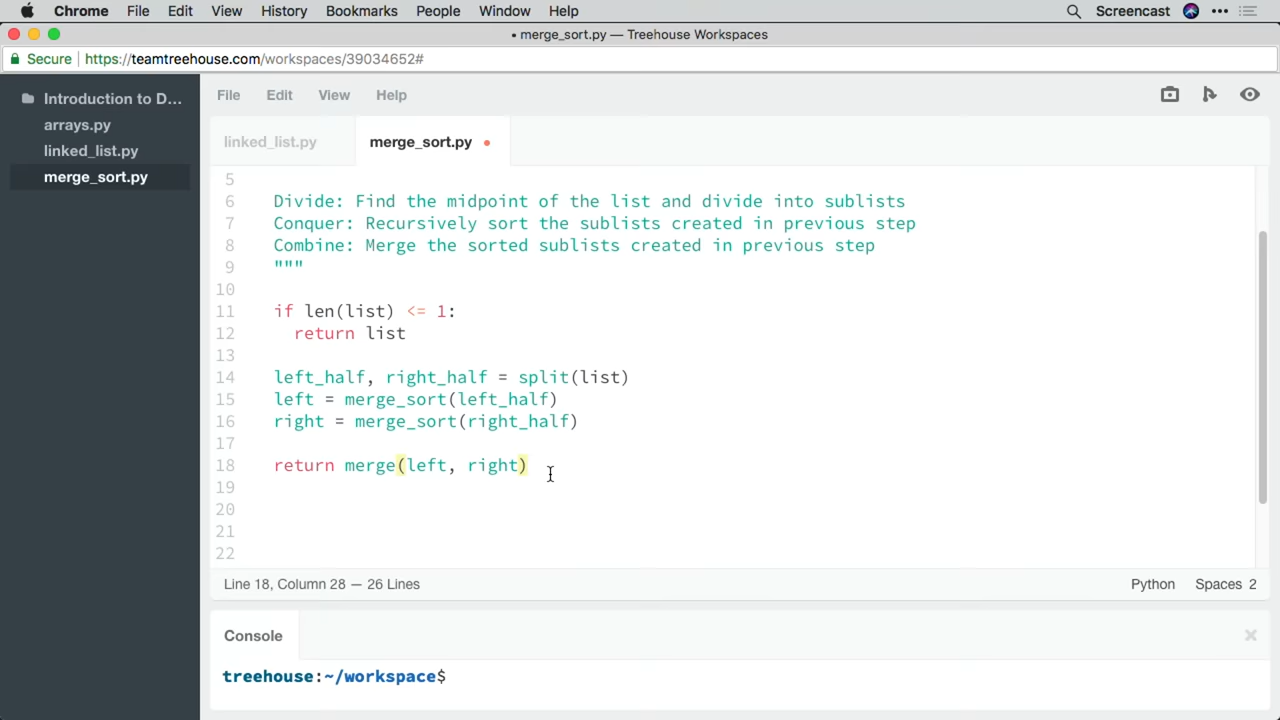 Chrome File Edit View History Bookmarks People Window Help Screencast
• merge_sort.py — Treehouse Workspaces
Secure | https://teamtreehouse.com/workspaces/39034652#
Introduction to D...
arrays.py
linked_list.py
merge_sort.py
File Edit View Help
linked_list.py merge_sort.py
5
6 Divide: Find the midpoint of the list and divide into sublists
7 Conquer: Recursively sort the sublists created in previous step
8 Combine: Merge the sorted sublists created in previous step
9 """
10
11 if len(list) <= 1:
12 return list
13
14 left_half, right_half = split(list)
15 left = merge_sort(left_half)
16 right = merge_sort(right_half)
17
18 return merge(left, right)
19
20
21
22
Line 18, Column 28 — 26 Lines Python Spaces 2
Console
treehouse:~/workspace$